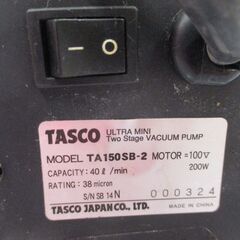 TASCO ULTRA MINI
Two Stage VACUUM PUMP
MODEL TA150SB-2 MOTOR=100V
CAPACITY: 40ℓ/min 200W
RATING: 38 micron
S/N SB 14N 000324
TASCO JAPAN CO., LTD. MADE IN CHINA